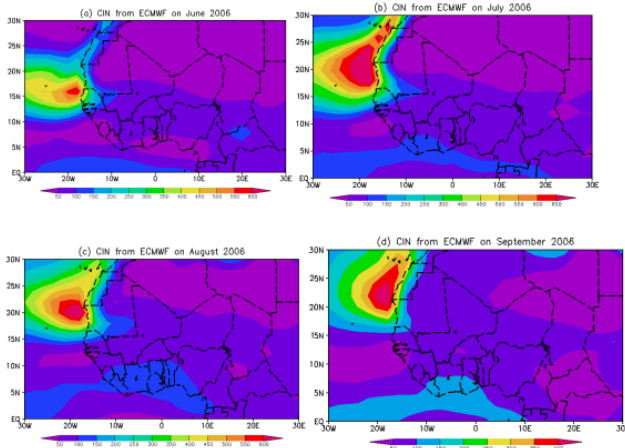 (a) CIN from ECMWF on June 2006
30N
25N
20N
15N
10N
5N
EQ
30W 20W 10W 0 10E 20E 30E
50 100 150 200 250 300 350 400 450 500 550 600
(b) CIN from ECMWF on July 2006
30N
25N
20N
15N
10N
5N
EQ
30W 20W 10W 0 10E 20E 30E
50 100 150 200 250 300 350 400 450 500 550 600 650
(c) CIN from ECMWF on August 2006
30N
25N
20N
15N
10N
5N
EQ
30W 20W 10W 0 10E 20E 30E
50 100 150 200 250 300 350 400 450 500 550 600
(d) CIN from ECMWF on September 2006
30N
25N
20N
15N
10N
5N
EQ
30W 20W 10W 0 10E 20E 30E